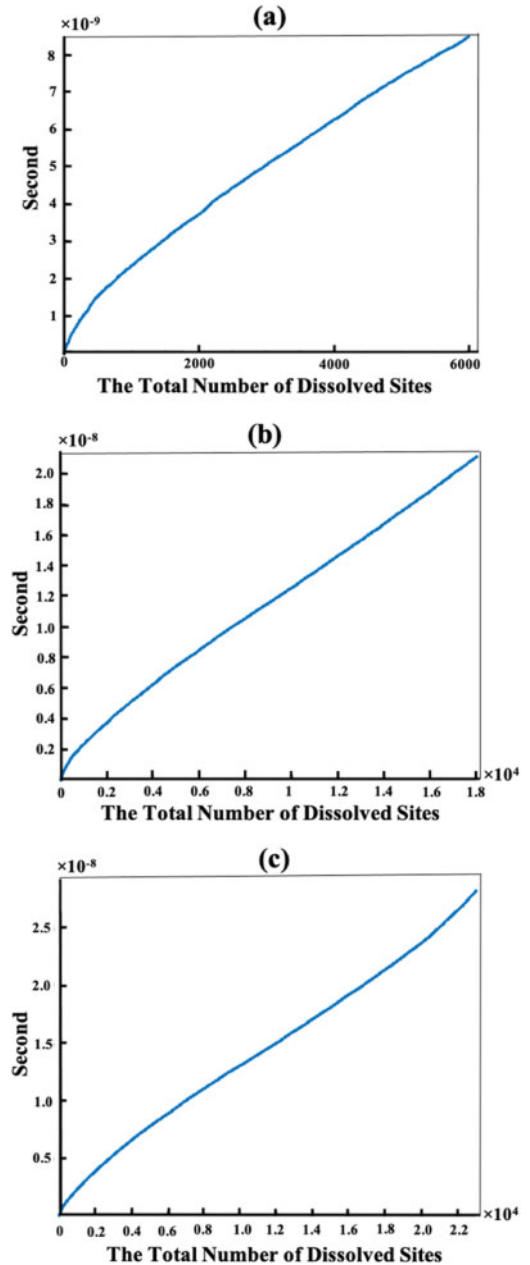 (a)
×10⁻⁹
8
7
6
5
4
3
2
1
Second
0 2000 4000 6000
The Total Number of Dissolved Sites
(b)
×10⁻⁸
2.0
1.8
1.6
1.4
1.2
1.0
0.8
0.6
0.4
0.2
Second
0 0.2 0.4 0.6 0.8 1 1.2 1.4 1.6 1.8
×10⁴
The Total Number of Dissolved Sites
(c)
×10⁻⁸
2.5
2.0
1.5
1.0
0.5
Second
0 0.2 0.4 0.6 0.8 1.0 1.2 1.4 1.6 1.8 2.0 2.2
×10⁴
The Total Number of Dissolved Sites